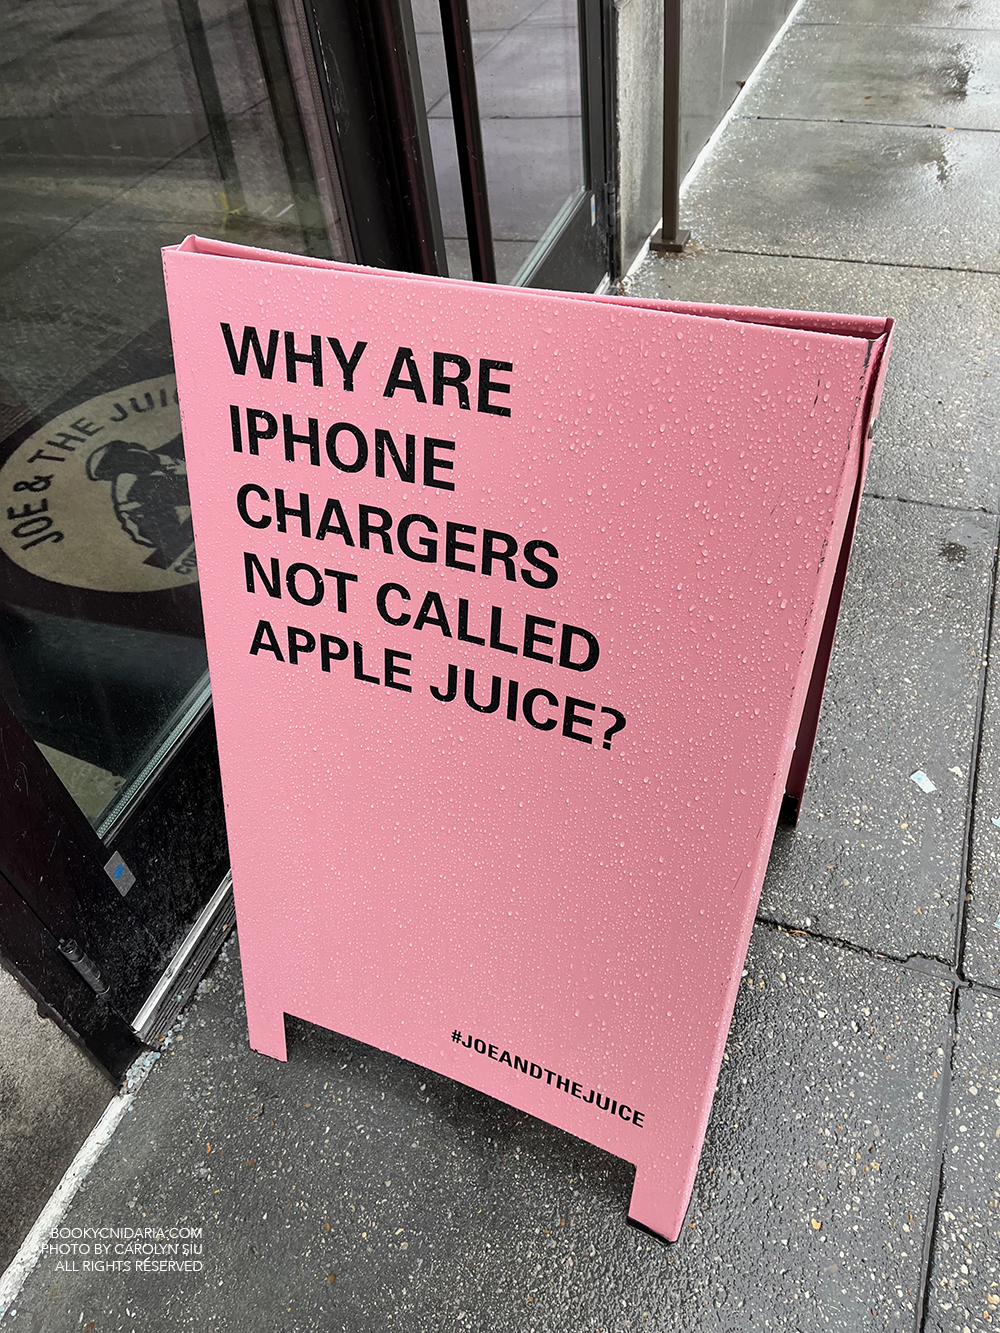 WHY ARE
IPHONE
CHARGERS
NOT CALLED
APPLE JUICE?
#JOEANDTHEJUICE
JOE & THE
BOOKYCNIDARIA.COM
PHOTO BY CAROLYN SIU
ALL RIGHTS RESERVED